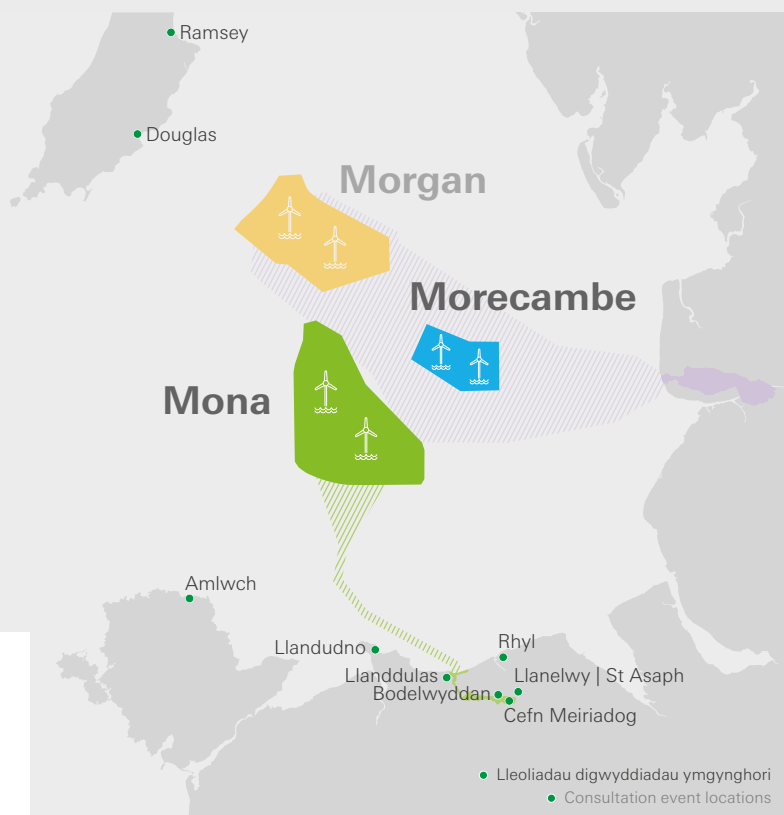 Ramsey
Douglas
Morgan
Morecambe
Mona
Amlwch
Llandudno
Rhyl
Llanddulas
Llanelwy | St Asaph
Bodelwyddan
Cefn Meiriadog
Lleoliadau digwyddiadau ymgynghori
Consultation event locations